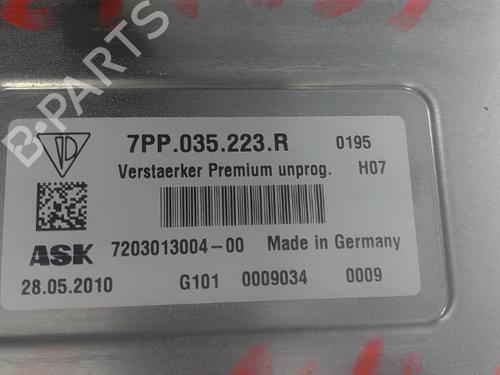 7PP.035.223.R 0195
Verstaerker Premium unprog. H07
ASK 7203013004-00 Made in Germany
28.05.2010 G101 0009034 0009
B-PARTS